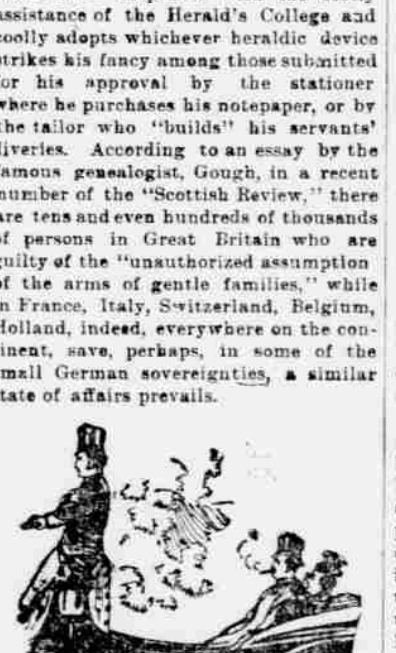 assistance of the Herald's College and
coolly adopts whichever heraldic device
strikes his fancy among those submitted
for his approval by the stationer
where he purchases his notepaper, or by
the tailor who "builds" his servants'
liveries. According to an essay by the
famous genealogist, Gough, in a recent
number of the "Scottish Review," there
are tens and even hundreds of thousands
of persons in Great Britain who are
guilty of the "unauthorized assumption
of the arms of gentle families," while
in France, Italy, Switzerland, Belgium,
Holland, indeed, everywhere on the con-
tinent, save, perhaps, in some of the
small German sovereignties, a similar
state of affairs prevails.